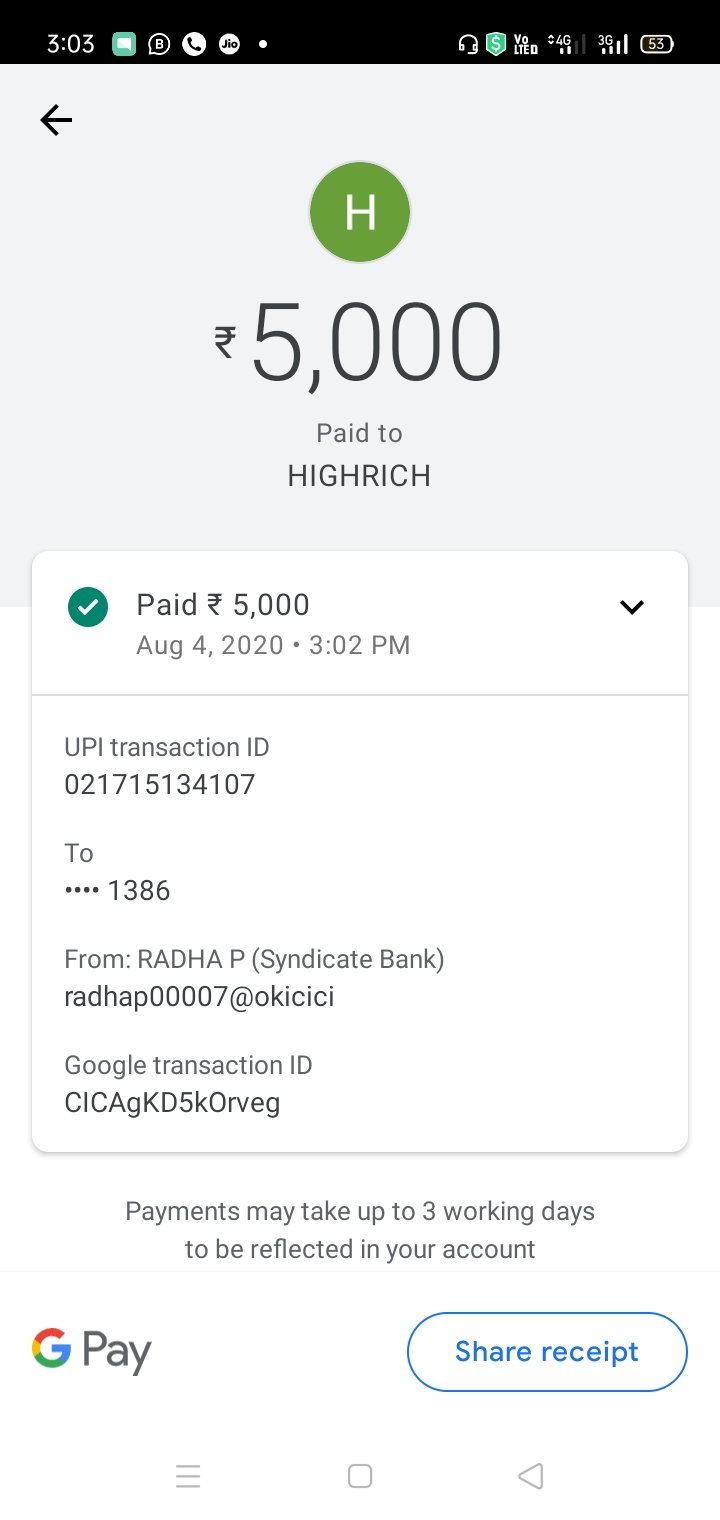 3:03 B Jio $ Vo LTED 4G 3G 53
H
₹5,000
Paid to
HIGHRICH
Paid ₹ 5,000
Aug 4, 2020 • 3:02 PM
UPI transaction ID
021715134107
To
•••• 1386
From: RADHA P (Syndicate Bank)
radhap00007@okicici
Google transaction ID
CICAgKD5kOrveg
Payments may take up to 3 working days
to be reflected in your account
G Pay Share receipt